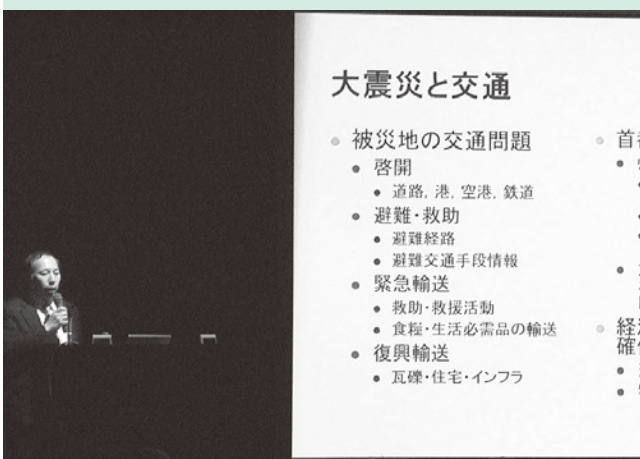 大震災と交通
被災地の交通問題
啓開
道路, 港, 空港, 鉄道
避難・救助
避難経路
避難交通手段情報
緊急輸送
救助・救援活動
食糧・生活必需品の輸送
復興輸送
瓦礫・住宅・インフラ
首
経
確